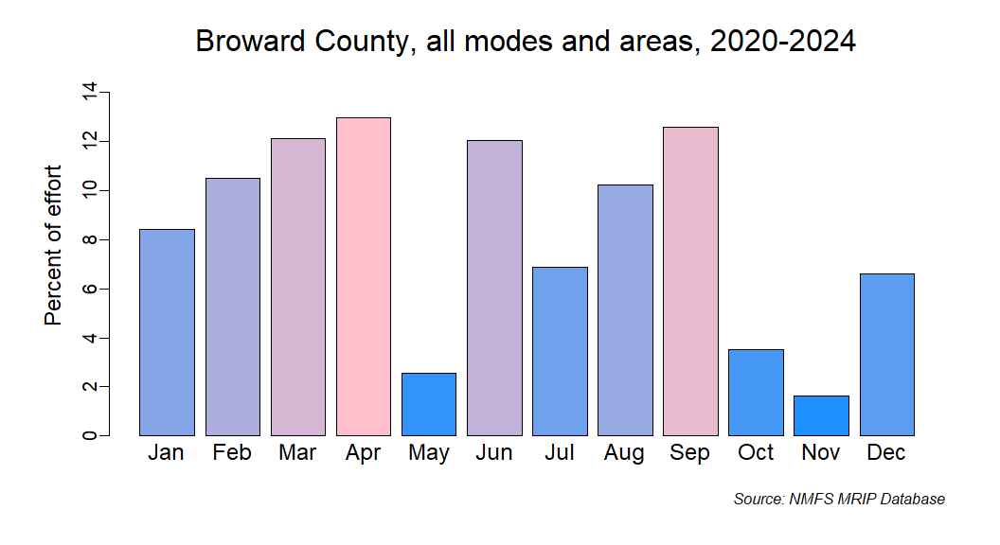 Broward County, all modes and areas, 2020-2024
Percent of effort
14
12
10
8
6
4
2
0
Jan Feb Mar Apr May Jun Jul Aug Sep Oct Nov Dec
Source: NMFS MRIP Database